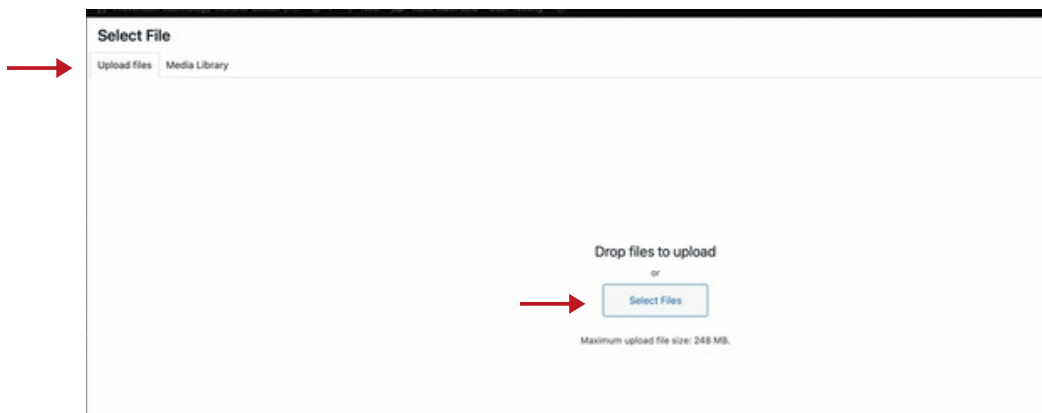 Select File
Upload files Media Library
Drop files to upload
or
Select Files
Maximum upload file size: 248 MB.